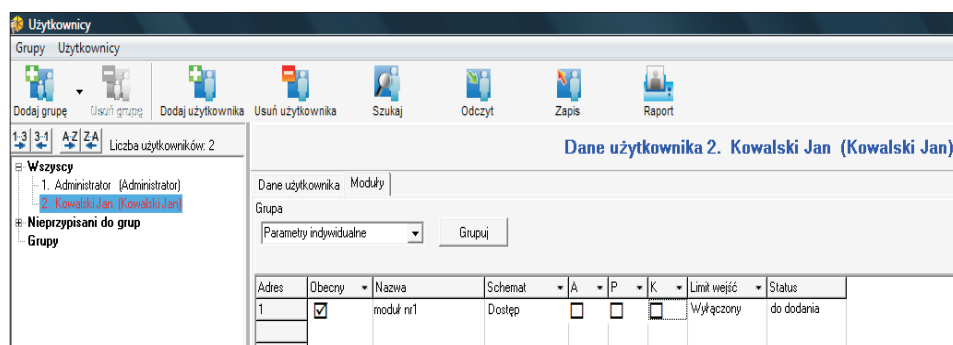 Użytkownicy
Grupy Użytkownicy
Dodaj grupę Usuń grupę Dodaj użytkownika Usuń użytkownika Szukaj Odczyt Zapis Raport
1-3 3-1 A-Z Z-A Liczba użytkowników: 2
Dane użytkownika 2. Kowalski Jan (Kowalski Jan)
Wszyscy
1. Administrator (Administrator)
2. Kowalski Jan (Kowalski Jan)
Nieprzypisani do grup
Grupy
Dane użytkownika Moduły
Grupa
Parametry indywidualne Grupuj
Adres Obecny Nazwa Schemat A P K Limit wejść Status
1 moduł nr1 Dostęp Wyłączony do dodania